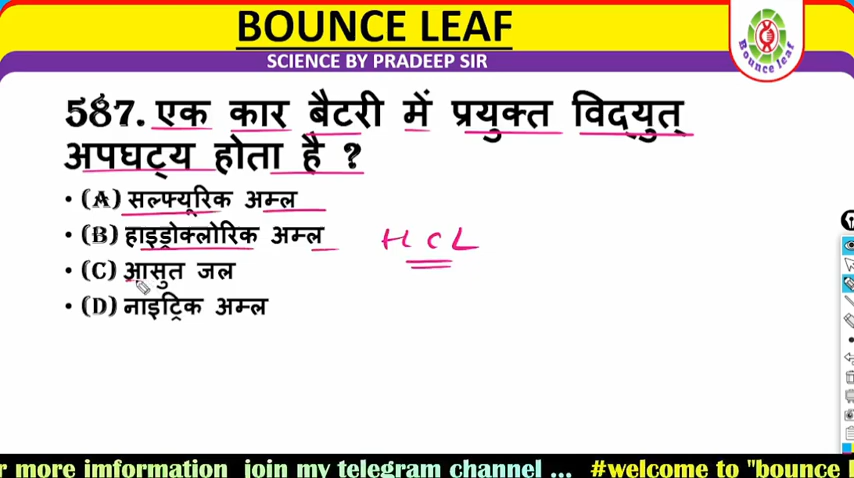 BOUNCE LEAF
SCIENCE BY PRADEEP SIR
Bounce leaf
587. एक कार बैटरी में प्रयुक्त विद्युत्
अपघट्य होता है ?
• (A) सल्फ्यूरिक अम्ल
• (B) हाइड्रोक्लोरिक अम्ल
H C L
• (C) आसुत जल
• (D) नाइट्रिक अम्ल
r more imformation join my telegram channel ... #welcome to "bounce l